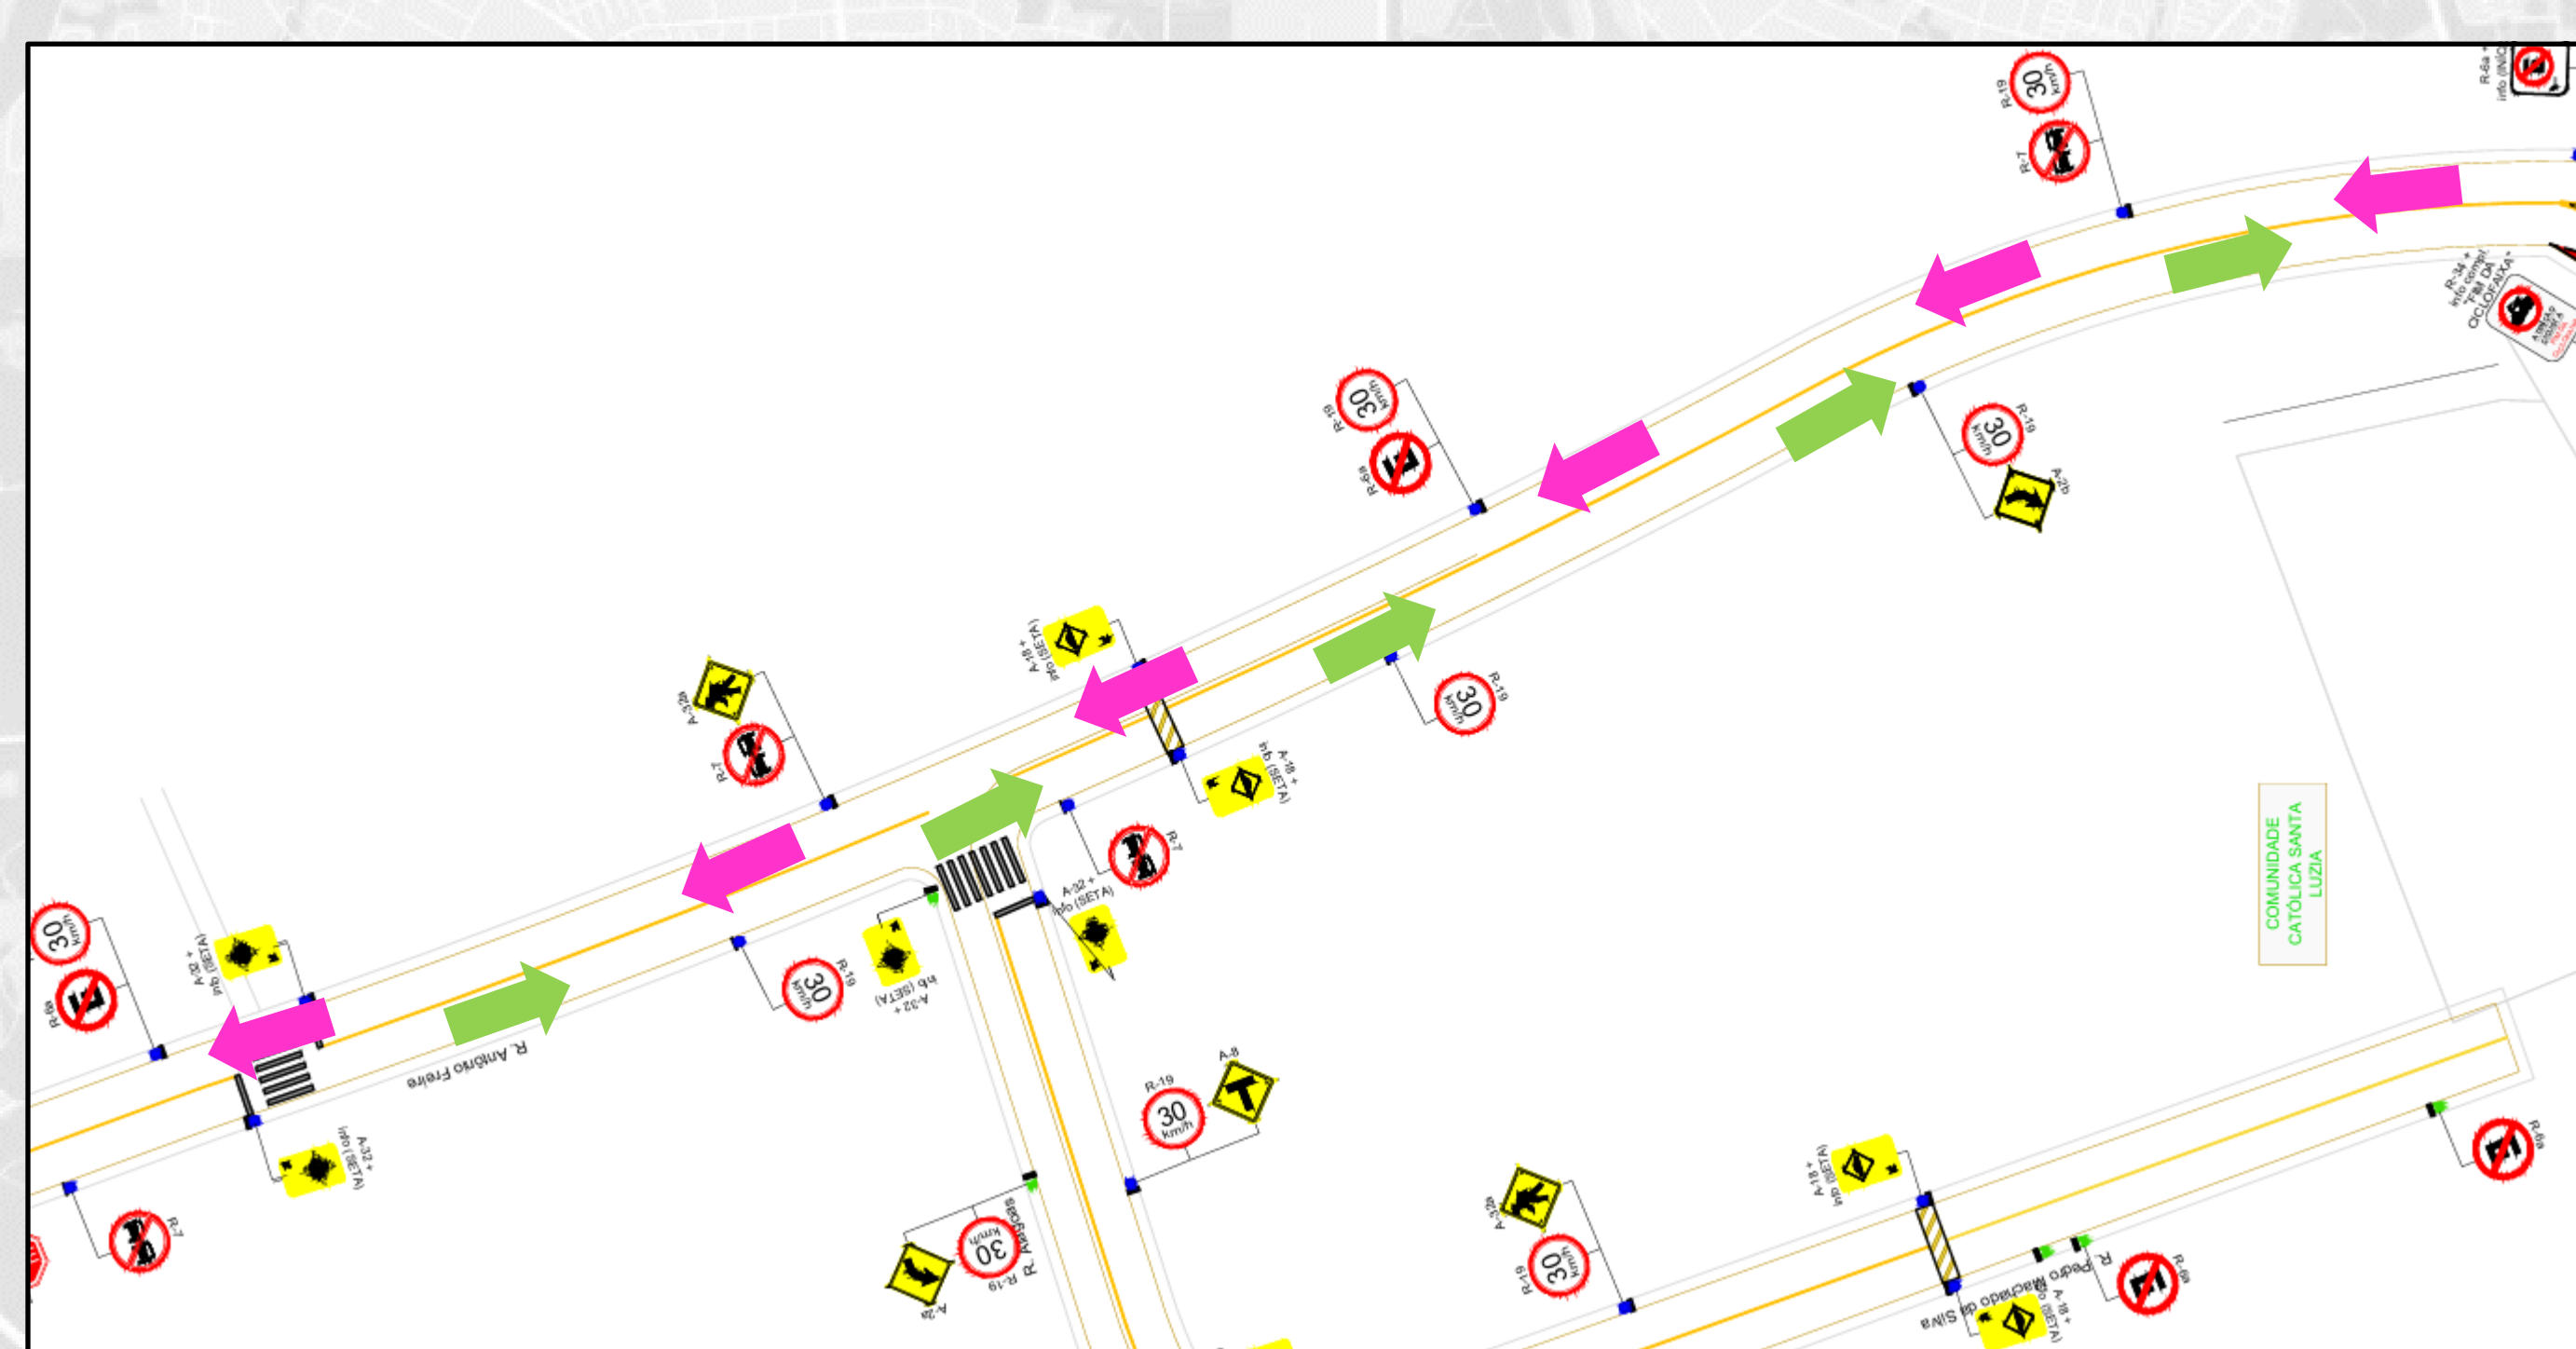 R-19
30
km/h
R-7
R-6a +
R-34 +
info compl.
"FIM DA
CICLOFAIXA"
R-19
30
km/h
R-6a
R-19
30
km/h
A-2b
A-18 +
info (SETA)
R-19
30
km/h
A-32a
R-7
A-18 +
info (SETA)
R-7
A-32 +
info (SETA)
A-32 +
info (SETA)
R-19
30
km/h
30
km/h
R-6a
A-32 +
info (SETA)
R. Antônio Freire
A-32 +
info (SETA)
R-7
COMUNIDADE
CATÓLICA SANTA
LUZIA
A-8
R-19
30
km/h
R. Alagoas
R-19
30
km/h
A-2a
A-32a
R-19
30
km/h
A-18 +
info (SETA)
R. Pedro Machado da Silva
A-18 +
info (SETA)
R-6a
R-6a